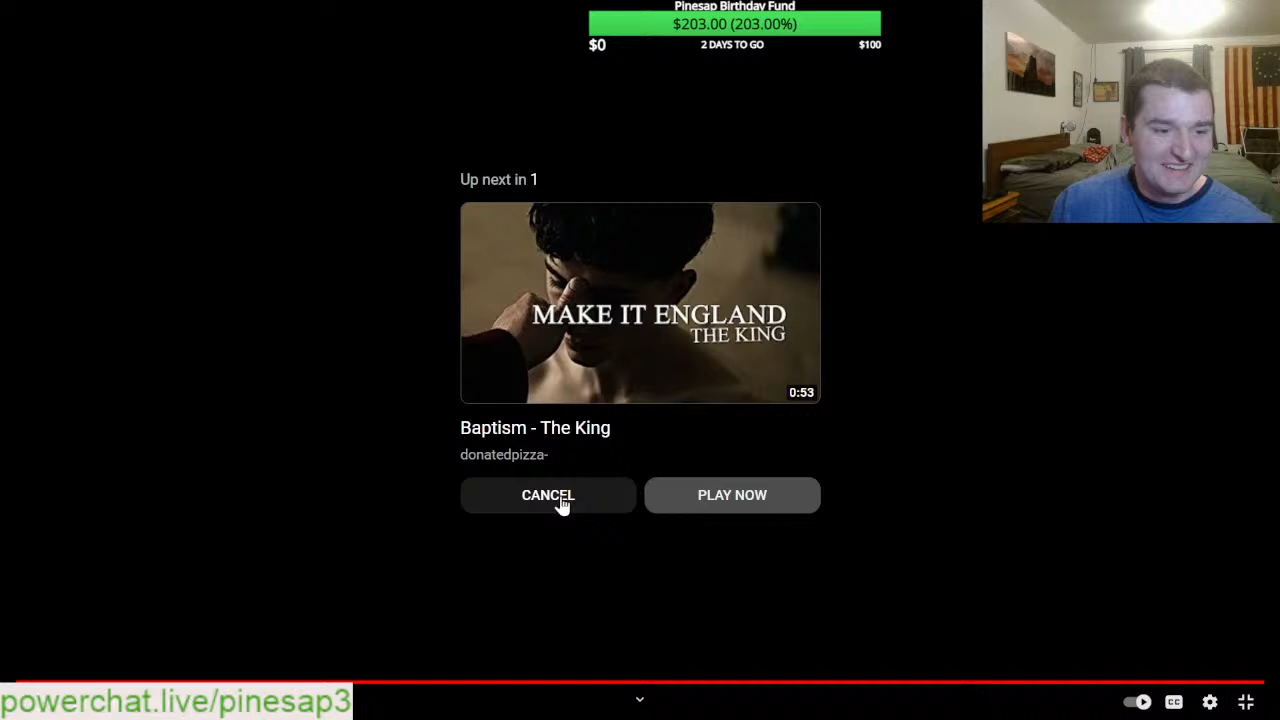 Pinesap Birthday Fund
$203.00 (203.00%)
$0 2 DAYS TO GO $100
Up next in 1
MAKE IT ENGLAND
THE KING
0:53
Baptism - The King
donatedpizza-
CANCEL PLAY NOW
powerchat.live/pinesap3
CC